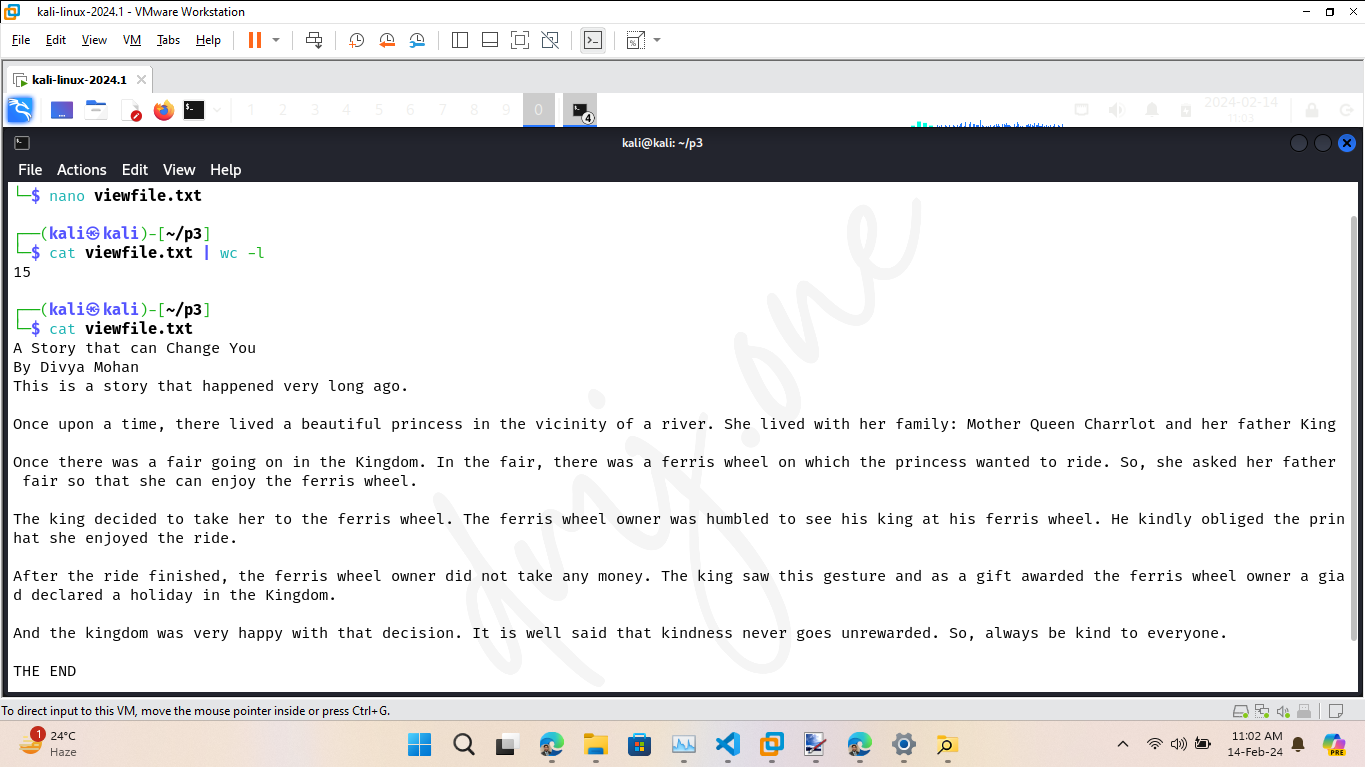 kali-linux-2024.1 - VMware Workstation
File Edit View VM Tabs Help
kali-linux-2024.1
1 2 3 4 5 6 7 8 9 0 4 2024-02-14
11:03
kali@kali: ~/p3
File Actions Edit View Help
└─$ nano viewfile.txt
┌──(kali㉿kali)-[~/p3]
└─$ cat viewfile.txt | wc -l
15
┌──(kali㉿kali)-[~/p3]
└─$ cat viewfile.txt
A Story that can Change You
By Divya Mohan
This is a story that happened very long ago.
Once upon a time, there lived a beautiful princess in the vicinity of a river. She lived with her family: Mother Queen Charrlot and her father King
Once there was a fair going on in the Kingdom. In the fair, there was a ferris wheel on which the princess wanted to ride. So, she asked her father
fair so that she can enjoy the ferris wheel.
The king decided to take her to the ferris wheel. The ferris wheel owner was humbled to see his king at his ferris wheel. He kindly obliged the prin
hat she enjoyed the ride.
After the ride finished, the ferris wheel owner did not take any money. The king saw this gesture and as a gift awarded the ferris wheel owner a gia
d declared a holiday in the Kingdom.
And the kingdom was very happy with that decision. It is well said that kindness never goes unrewarded. So, always be kind to everyone.
THE END
dmj.one
To direct input to this VM, move the mouse pointer inside or press Ctrl+G.
1 24°C
Haze
11:02 AM
14-Feb-24
PRE